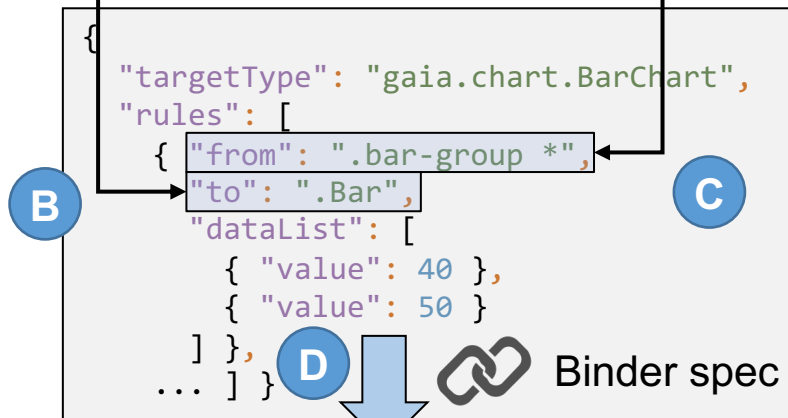 {
"targetType": "gaia.chart.BarChart",
"rules": [
{ "from": ".bar-group *",
"to": ".Bar",
B
C
"dataList": [
{ "value": 40 },
{ "value": 50 }
] },
D
Binder spec
... ] }